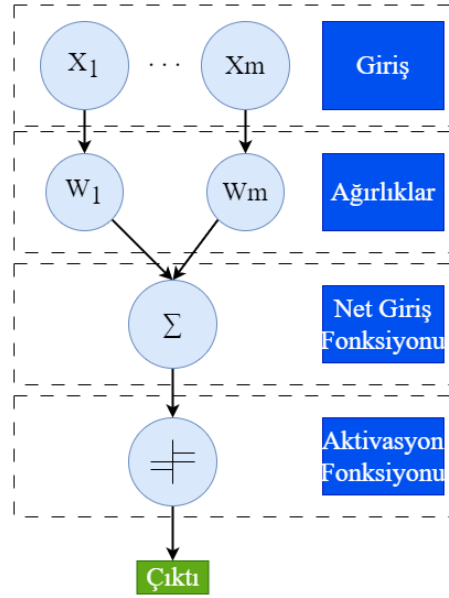 X1 . . . Xm Giriş
W1 Wm Ağırlıklar
Σ Net Giriş
Fonksiyonu
Aktivasyon
Fonksiyonu
Çıktı